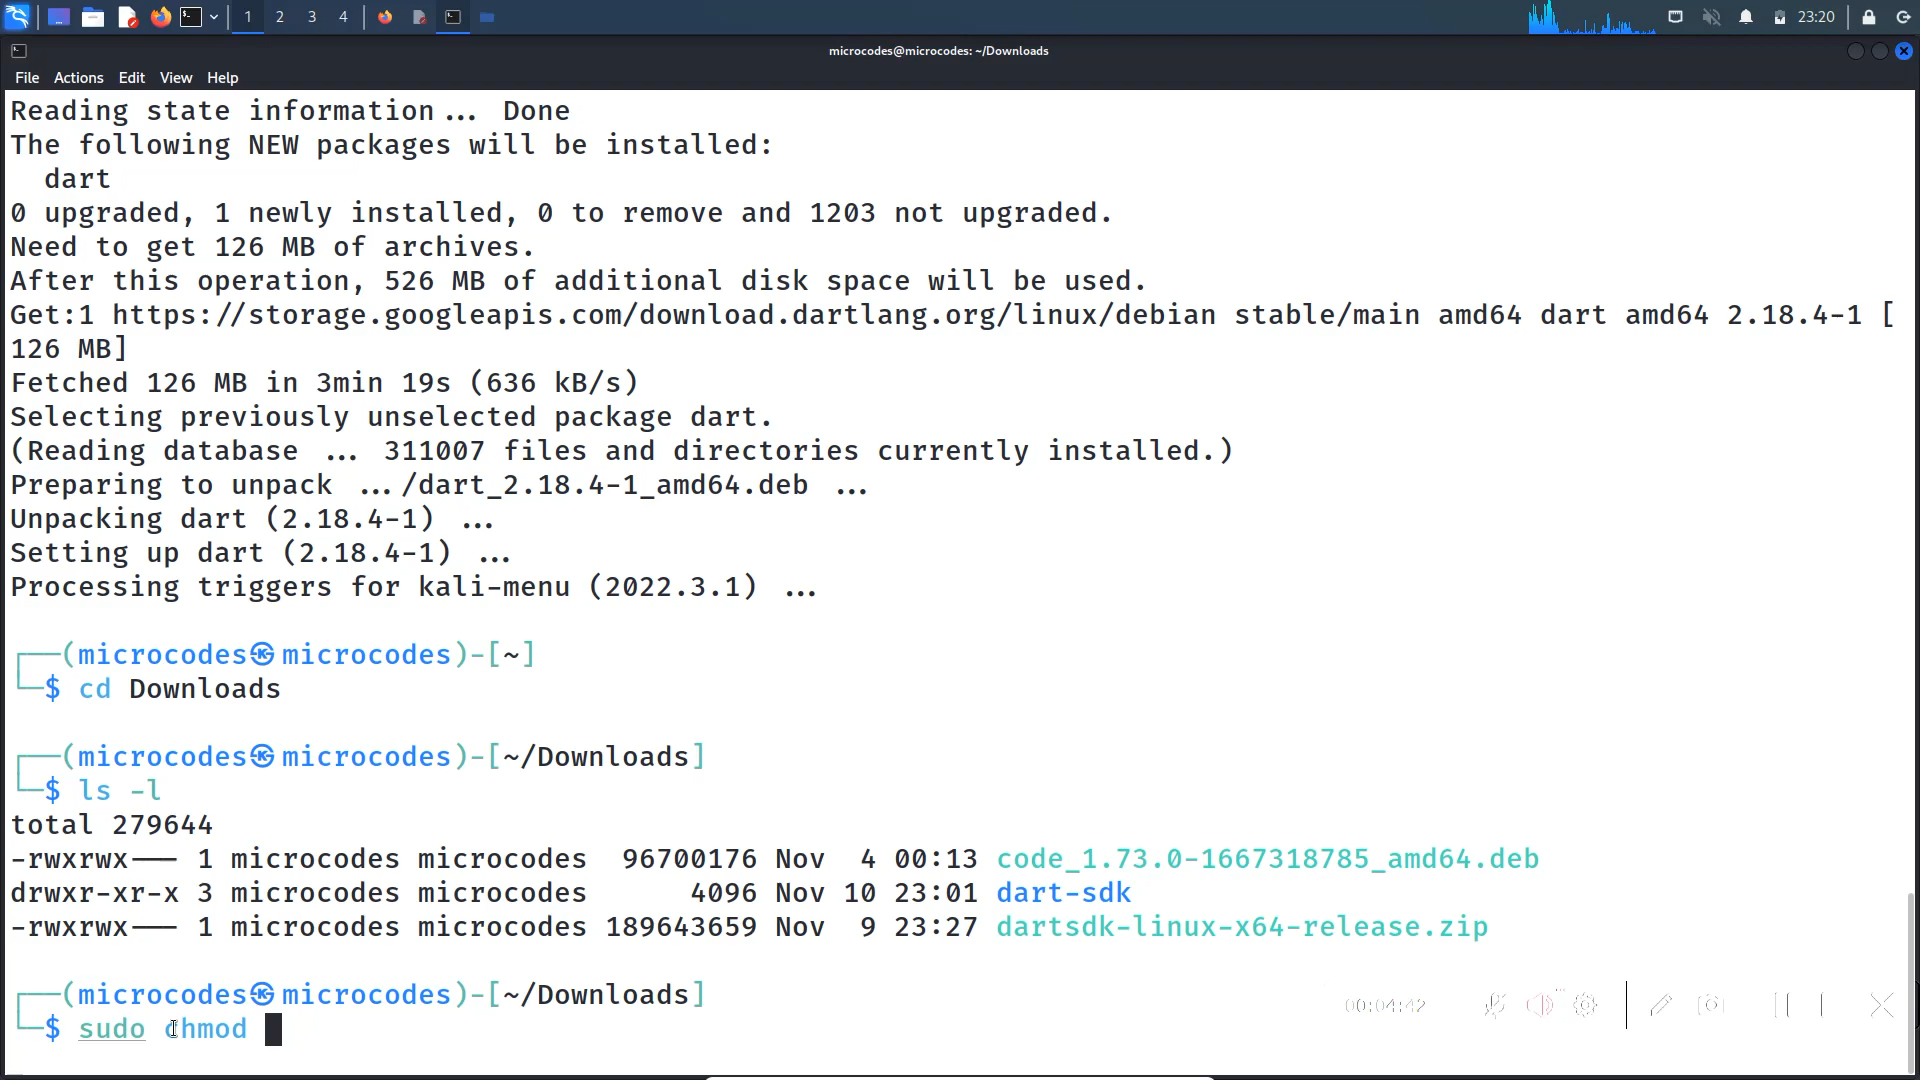 1 2 3 4 23:20
microcodes@microcodes: ~/Downloads
File Actions Edit View Help
Reading state information ... Done
The following NEW packages will be installed:
dart
0 upgraded, 1 newly installed, 0 to remove and 1203 not upgraded.
Need to get 126 MB of archives.
After this operation, 526 MB of additional disk space will be used.
Get:1 https://storage.googleapis.com/download.dartlang.org/linux/debian stable/main amd64 dart amd64 2.18.4-1 [
126 MB]
Fetched 126 MB in 3min 19s (636 kB/s)
Selecting previously unselected package dart.
(Reading database ... 311007 files and directories currently installed.)
Preparing to unpack .../dart_2.18.4-1_amd64.deb ...
Unpacking dart (2.18.4-1) ...
Setting up dart (2.18.4-1) ...
Processing triggers for kali-menu (2022.3.1) ...
┌──(microcodes㉿microcodes)-[~]
└─$ cd Downloads
┌──(microcodes㉿microcodes)-[~/Downloads]
└─$ ls -l
total 279644
-rwxrwx--- 1 microcodes microcodes 96700176 Nov 4 00:13 code_1.73.0-1667318785_amd64.deb
drwxr-xr-x 3 microcodes microcodes 4096 Nov 10 23:01 dart-sdk
-rwxrwx--- 1 microcodes microcodes 189643659 Nov 9 23:27 dartsdk-linux-x64-release.zip
┌──(microcodes㉿microcodes)-[~/Downloads]
└─$ sudo chmod
00:04:42